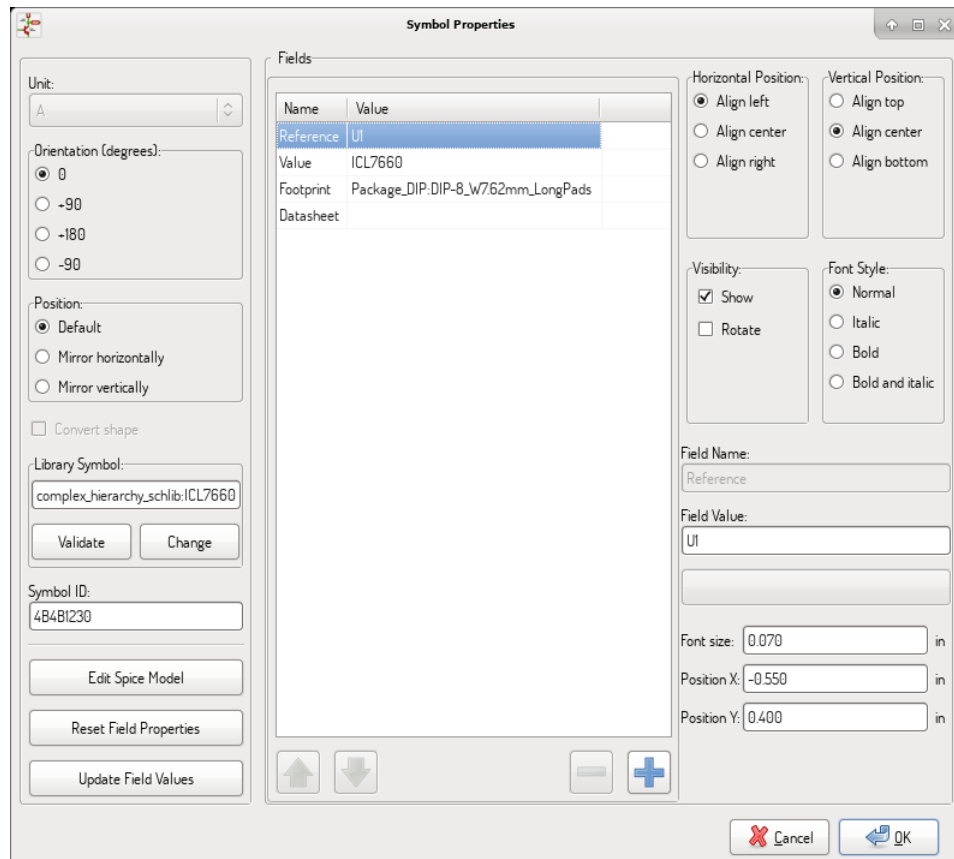 Symbol Properties
Unit:
A
Orientation (degrees):
0
+90
+180
-90
Position:
Default
Mirror horizontally
Mirror vertically
Convert shape
Library Symbol:
complex_hierarchy_schlib:ICL7660
Validate Change
Symbol ID:
4B4B1230
Edit Spice Model
Reset Field Properties
Update Field Values
Fields
Name Value
Reference U1
Value ICL7660
Footprint Package_DIP:DIP-8_W7.62mm_LongPads
Datasheet
Horizontal Position:
Align left
Align center
Align right
Vertical Position:
Align top
Align center
Align bottom
Visibility:
Show
Rotate
Font Style:
Normal
Italic
Bold
Bold and italic
Field Name:
Reference
Field Value:
U1
Font size: 0.070 in
Position X: -0.550 in
Position Y: 0.400 in
Cancel OK